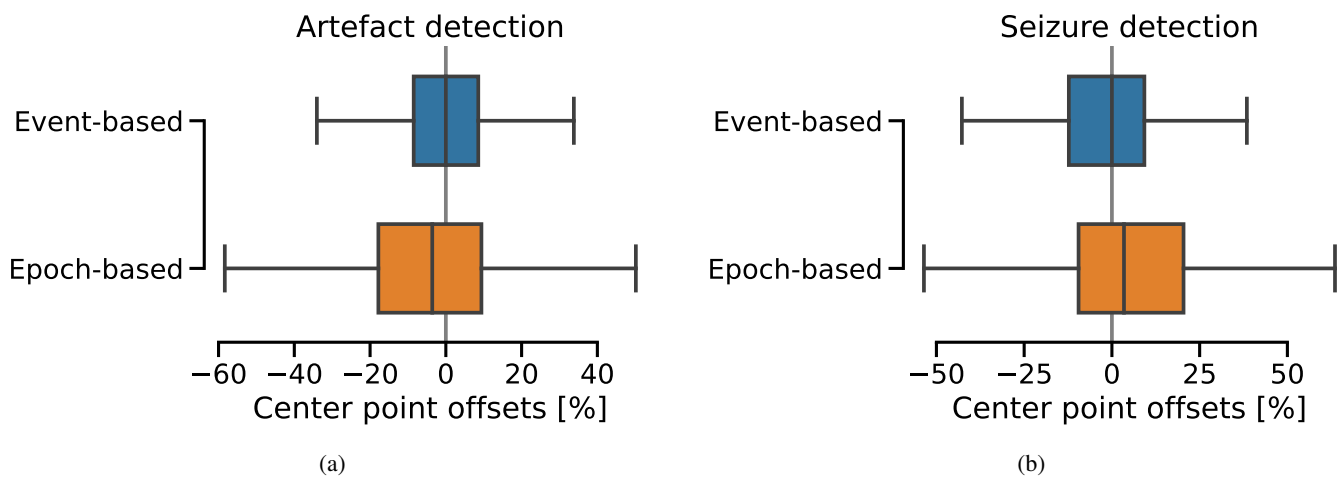 Artefact detection
Event-based
Epoch-based
−60 −40 −20 0 20 40
Center point offsets [%]
(a)
Seizure detection
Event-based
Epoch-based
−50 −25 0 25 50
Center point offsets [%]
(b)